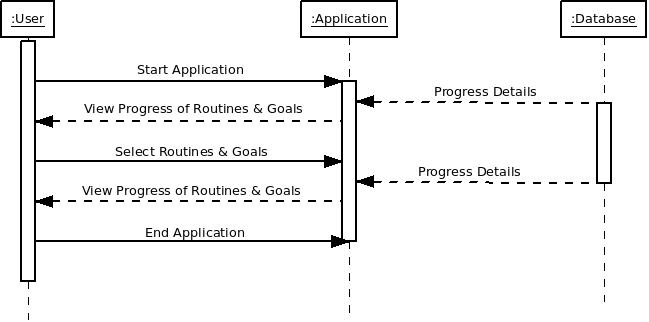 :User
:Application
:Database
Start Application
Progress Details
View Progress of Routines & Goals
Select Routines & Goals
Progress Details
View Progress of Routines & Goals
End Application